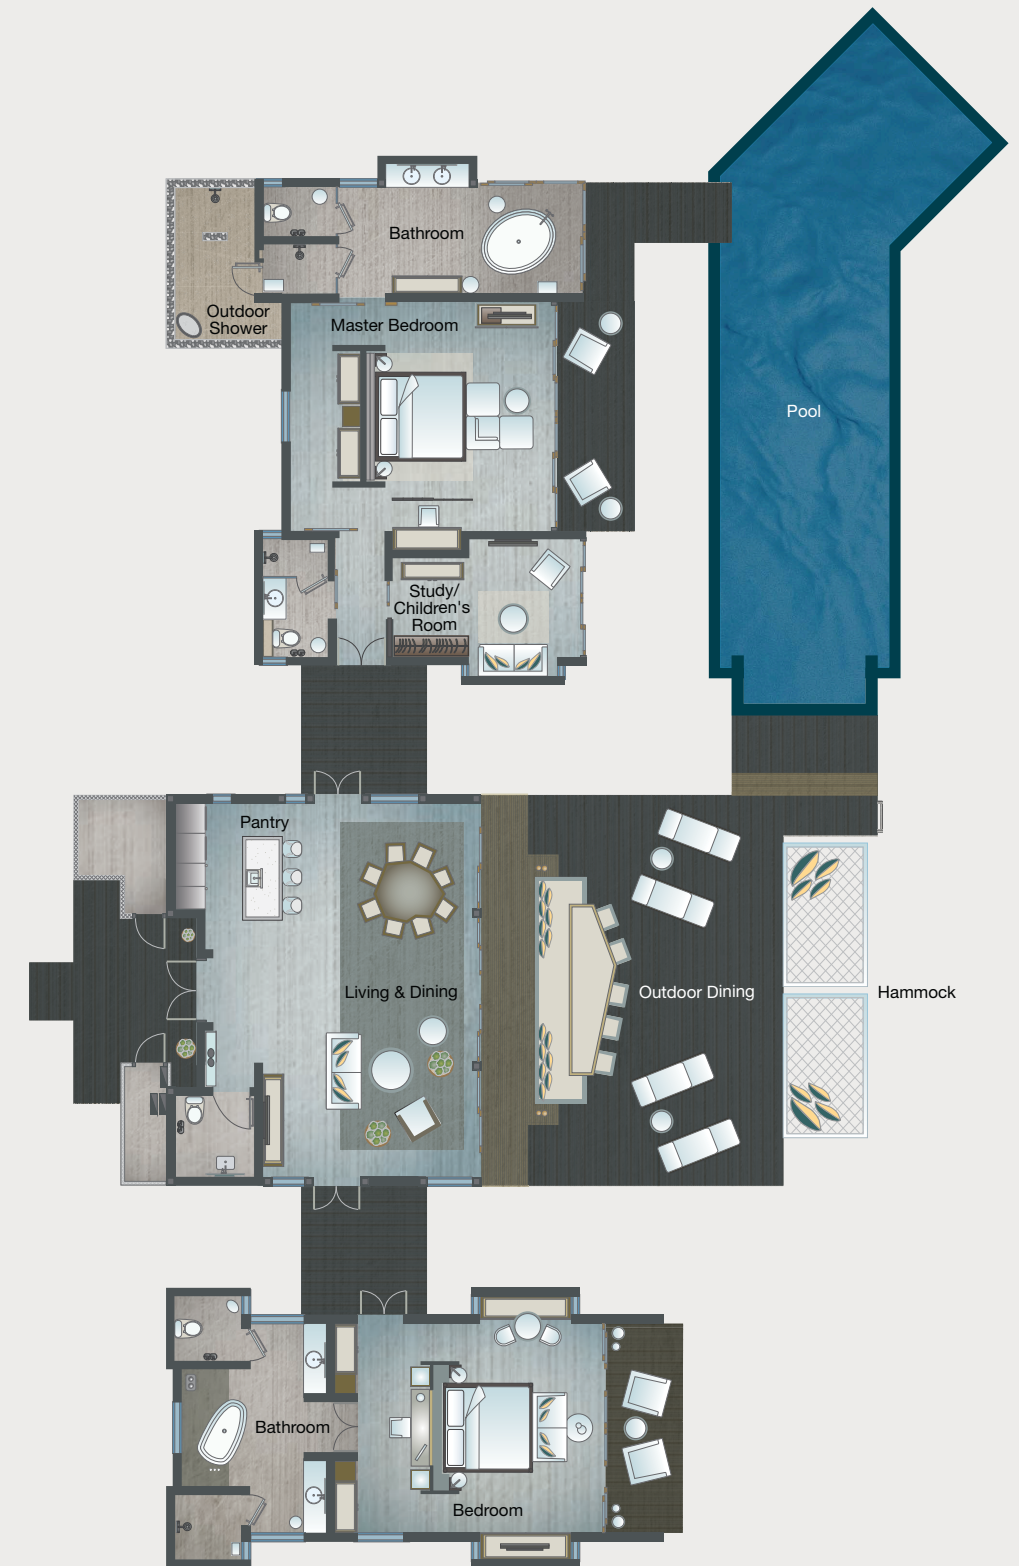 Bathroom
Outdoor
Shower
Master Bedroom
Pool
Study/
Children's
Room
Pantry
Living & Dining
Outdoor Dining
Hammock
Bathroom
Bedroom